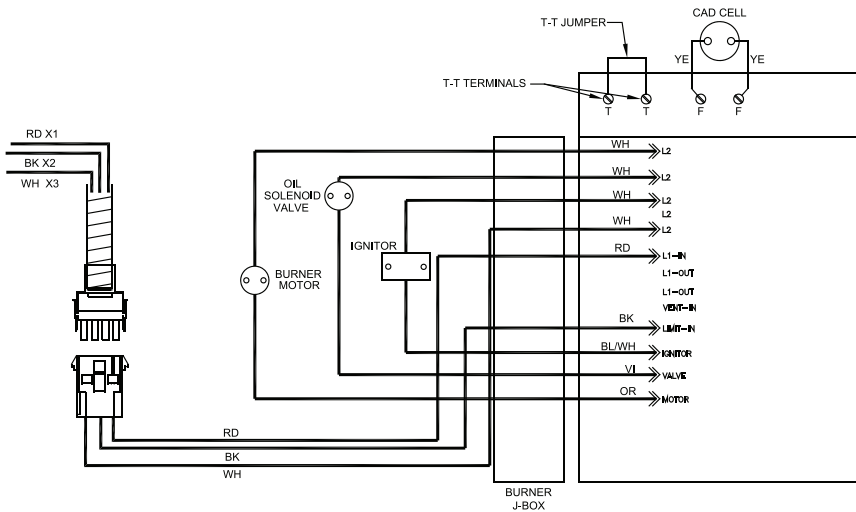 T-T JUMPER
CAD CELL
YE
YE
T-T TERMINALS
T
T
F
F
RD X1
BK X2
WH X3
OIL
SOLENOID
VALVE
IGNITOR
BURNER
MOTOR
WH
L2
WH
L2
WH
L2
L2
WH
L2
RD
L1-IN
L1-OUT
L1-OUT
VENT-IN
BK
LIMIT-IN
BL/WH
IGNITOR
VI
VALVE
OR
MOTOR
RD
BK
WH
BURNER
J-BOX